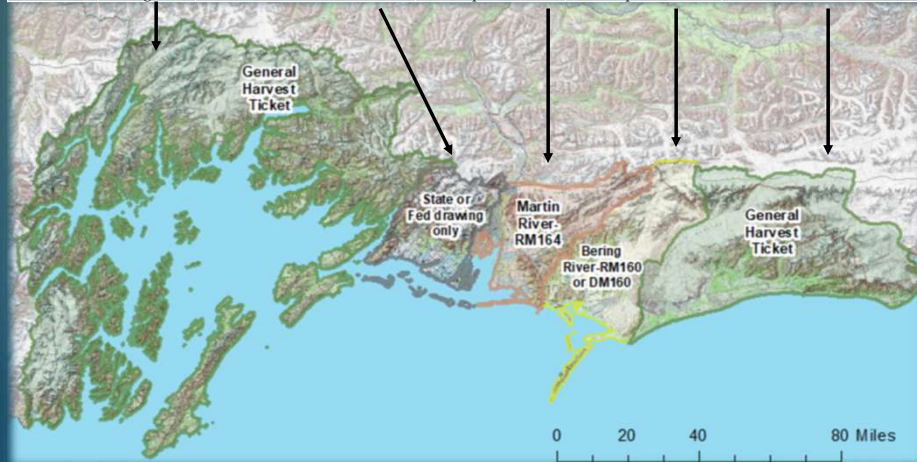 General
Harvest
Ticket
State or
Fed drawing
only
Martin
River-
RM164
Bering
River-RM160
or DM160
General
Harvest
Ticket
0 20 40 80 Miles